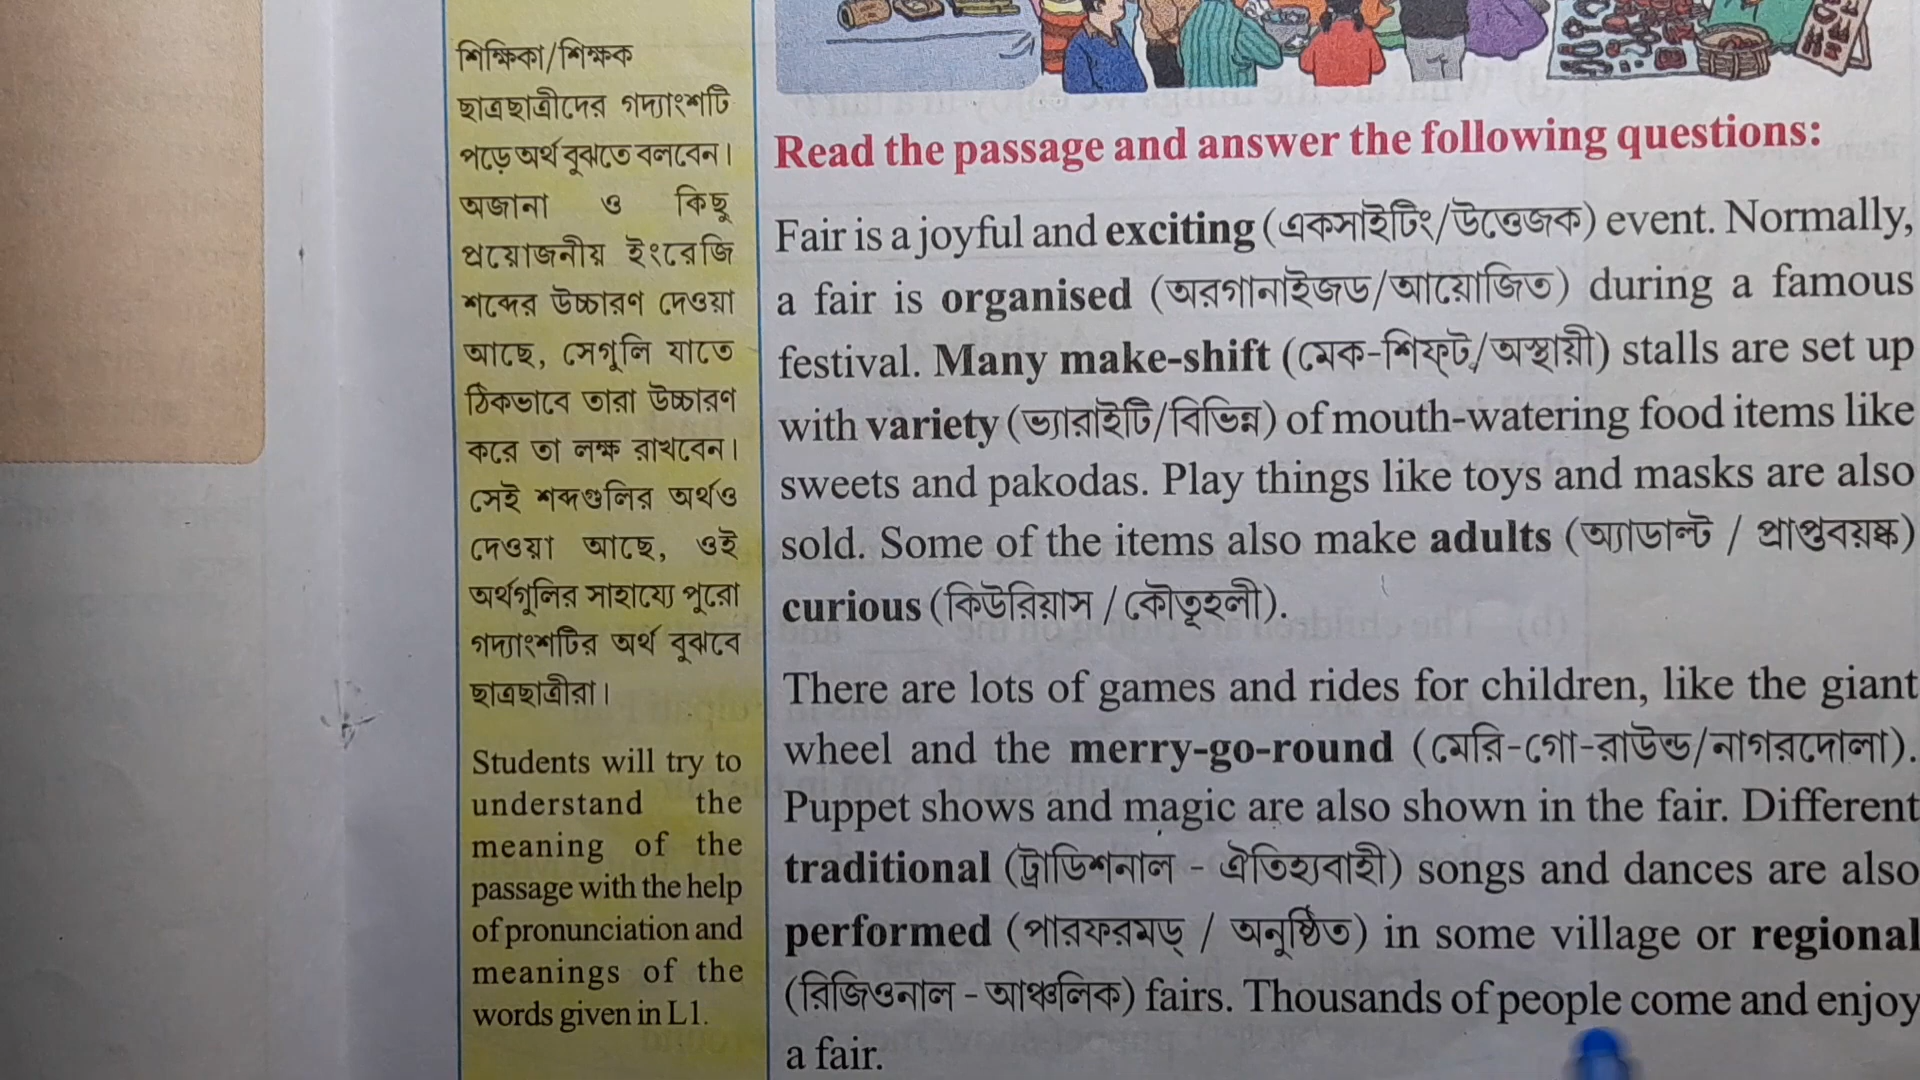 শিক্ষিকা/শিক্ষক
ছাত্রছাত্রীদের গদ্যাংশটি
পড়ে অর্থ বুঝতে বলবেন।
অজানা ও কিছু
প্রয়োজনীয় ইংরেজি
শব্দের উচ্চারণ দেওয়া
আছে, সেগুলি যাতে
ঠিকভাবে তারা উচ্চারণ
করে তা লক্ষ রাখবেন।
সেই শব্দগুলির অর্থও
দেওয়া আছে, ওই
অর্থগুলির সাহায্যে পুরো
গদ্যাংশটির অর্থ বুঝবে
ছাত্রছাত্রীরা।
Students will try to
understand the
meaning of the
passage with the help
of pronunciation and
meanings of the
words given in L1.
Read the passage and answer the following questions:
Fair is a joyful and exciting (একসাইটিং/উত্তেজক) event. Normally,
a fair is organised (অরগানাইজড/আয়োজিত) during a famous
festival. Many make-shift (মেক-শিফ্ট/অস্থায়ী) stalls are set up
with variety (ভ্যারাইটি/বিভিন্ন) of mouth-watering food items like
sweets and pakodas. Play things like toys and masks are also
sold. Some of the items also make adults (অ্যাডাল্ট / প্রাপ্তবয়স্ক)
curious (কিউরিয়াস / কৌতূহলী).
There are lots of games and rides for children, like the giant
wheel and the merry-go-round (মেরি-গো-রাউন্ড/নাগরদোলা).
Puppet shows and magic are also shown in the fair. Different
traditional (ট্রাডিশনাল - ঐতিহ্যবাহী) songs and dances are also
performed (পারফরমড্ / অনুষ্ঠিত) in some village or regional
(রিজিওনাল - আঞ্চলিক) fairs. Thousands of people come and enjoy
a fair.